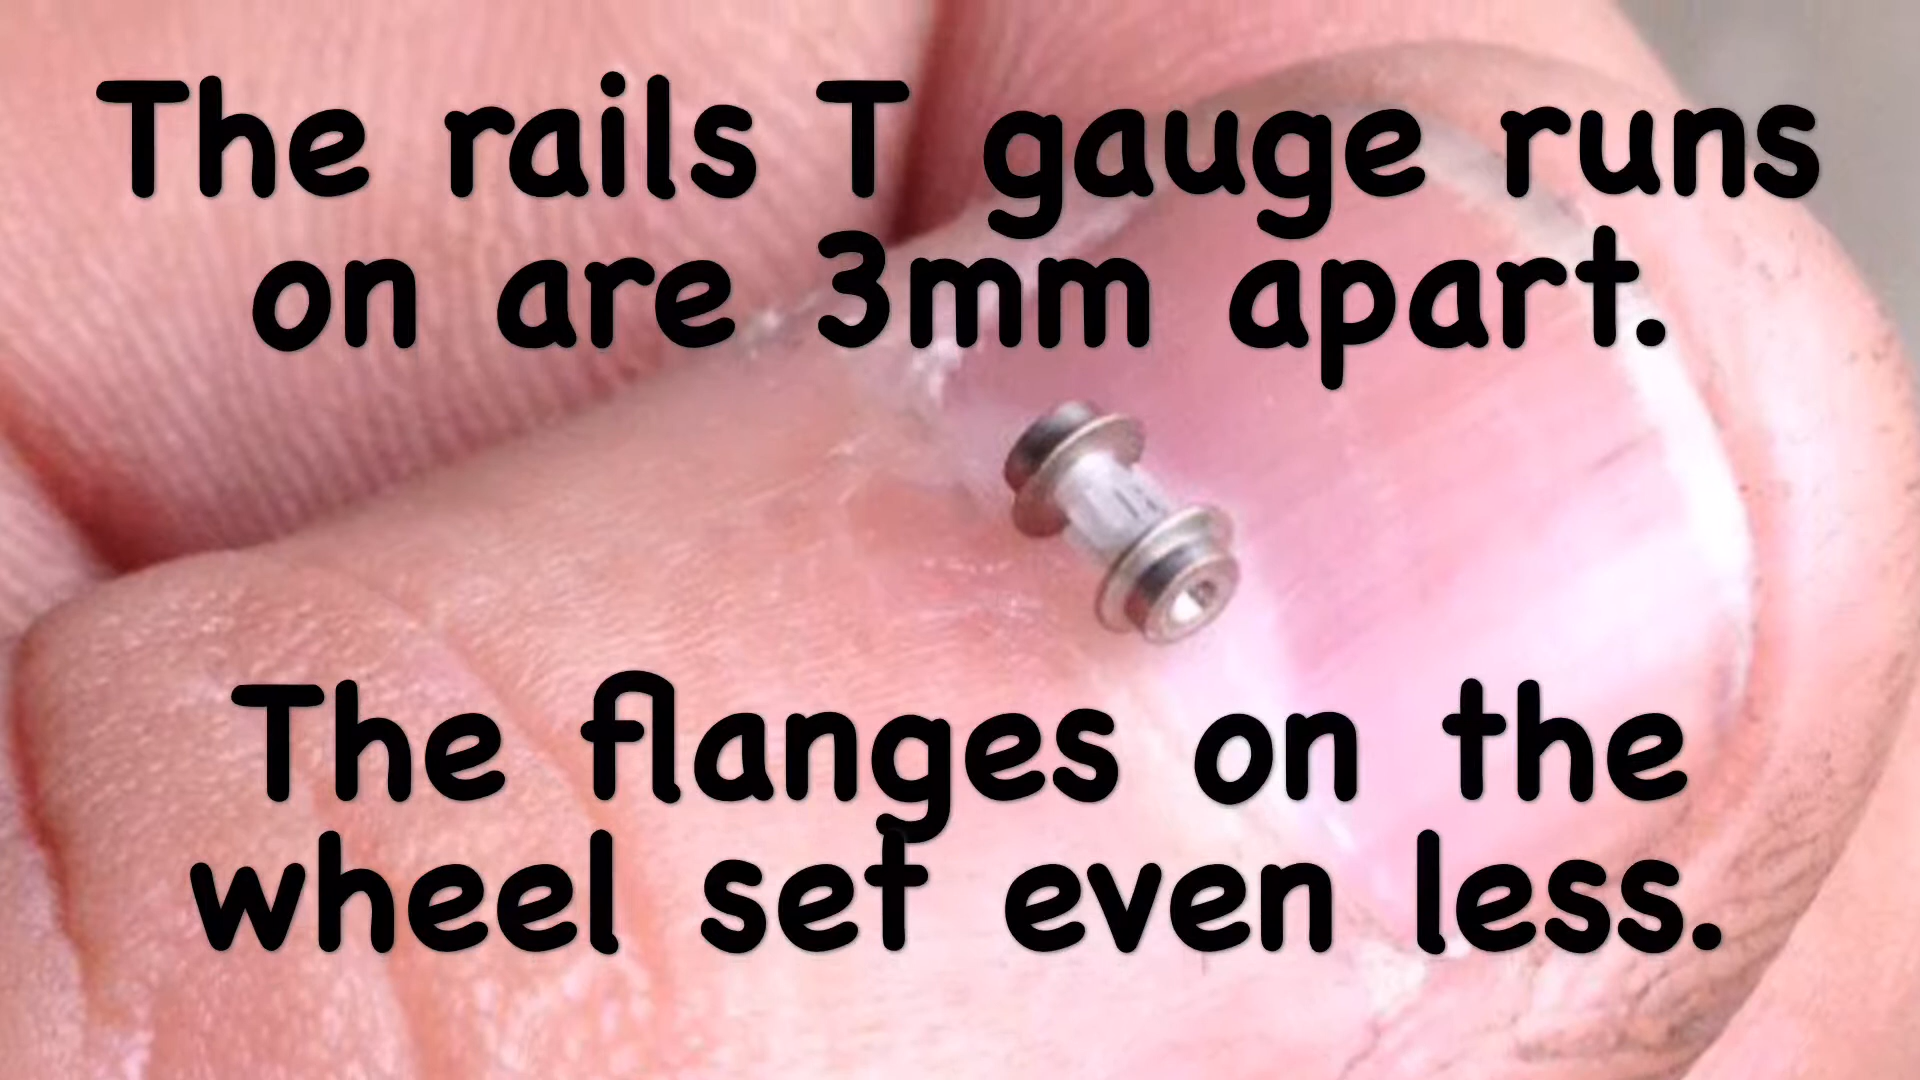 The rails T gauge runs
on are 3mm apart.
The flanges on the
wheel set even less.